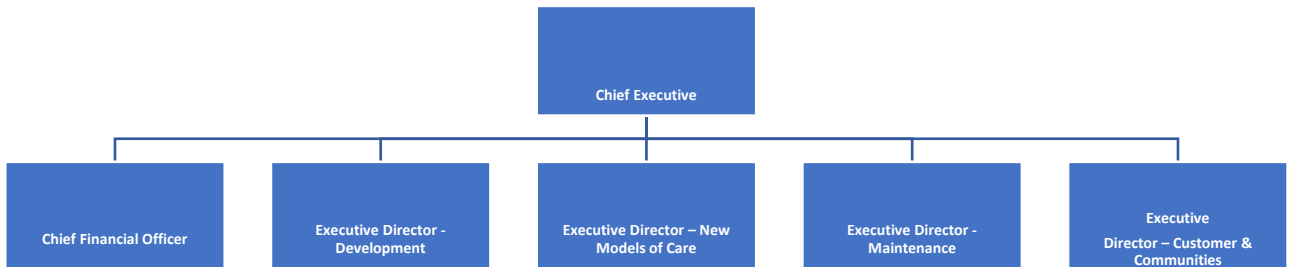 Chief Executive
Chief Financial Officer
Executive Director -
Development
Executive Director – New
Models of Care
Executive Director -
Maintenance
Executive
Director – Customer &
Communities